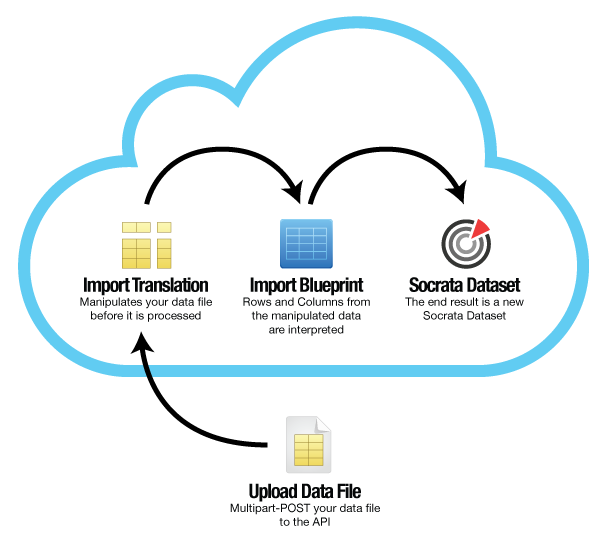 Import Translation
Manipulates your data file
before it is processed
Import Blueprint
Rows and Columns from
the manipulated data
are interpreted
Socrata Dataset
The end result is a new
Socrata Dataset
Upload Data File
Multipart-POST your data file
to the API